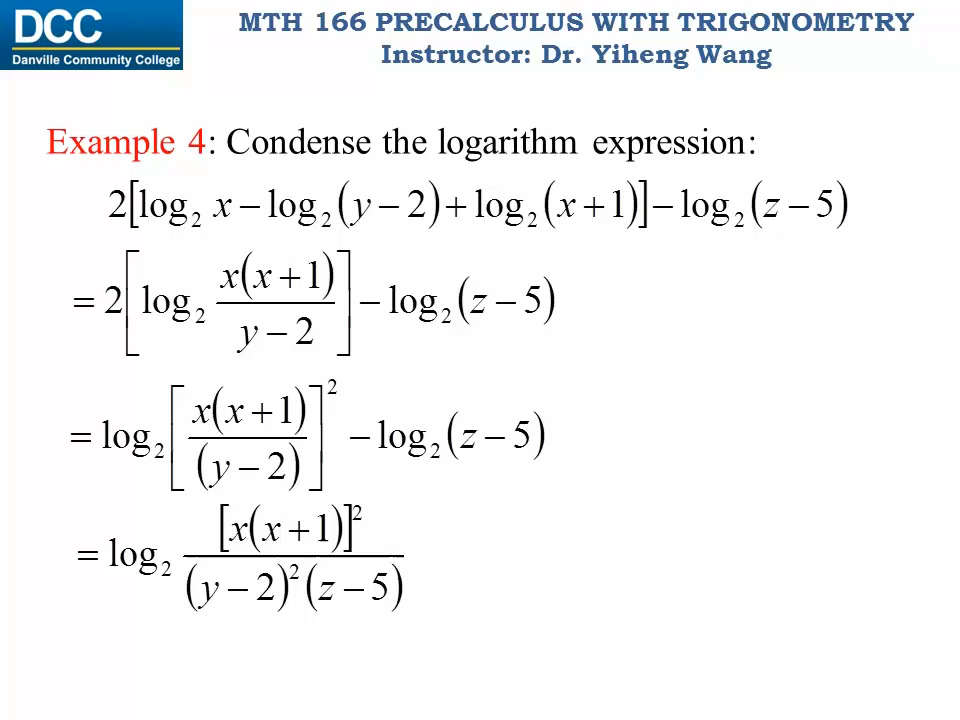 DCC
Danville Community College
MTH 166 PRECALCULUS WITH TRIGONOMETRY
Instructor: Dr. Yiheng Wang
Example 4: Condense the logarithm expression:
2[log₂ x − log₂(y − 2) + log₂(x + 1)] − log₂(z − 5)
= 2[log₂ x(x + 1)/(y − 2)] − log₂(z − 5)
= log₂[x(x + 1)/(y − 2)]² − log₂(z − 5)
= log₂ [x(x + 1)]²/(y − 2)²(z − 5)